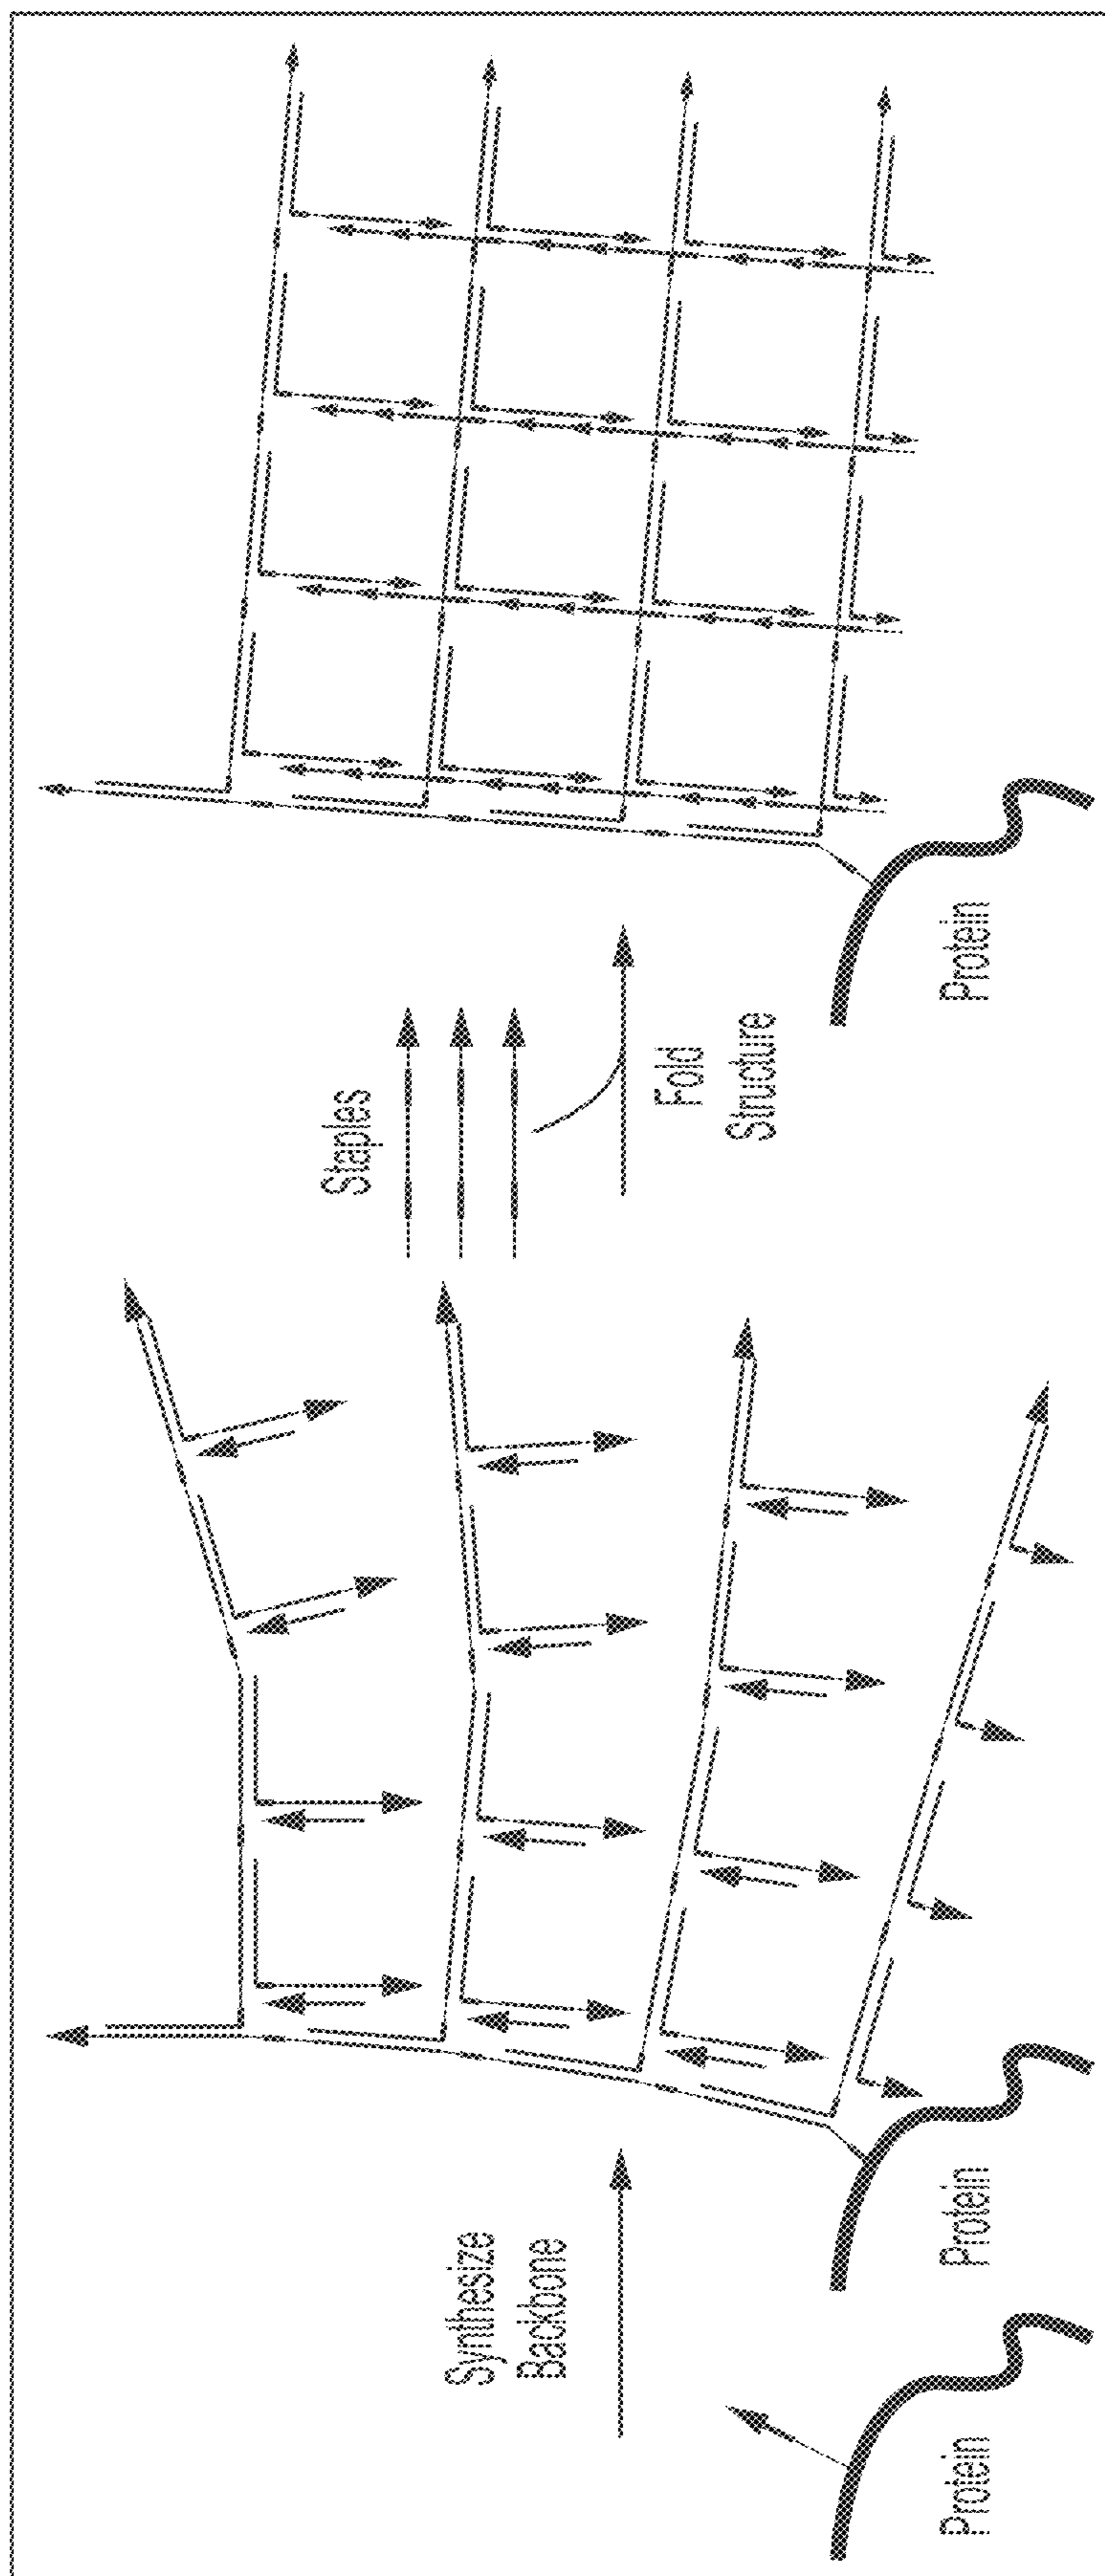 Protein
Synthesize
Backbone
Protein
Staples
Fold
Structure
Protein